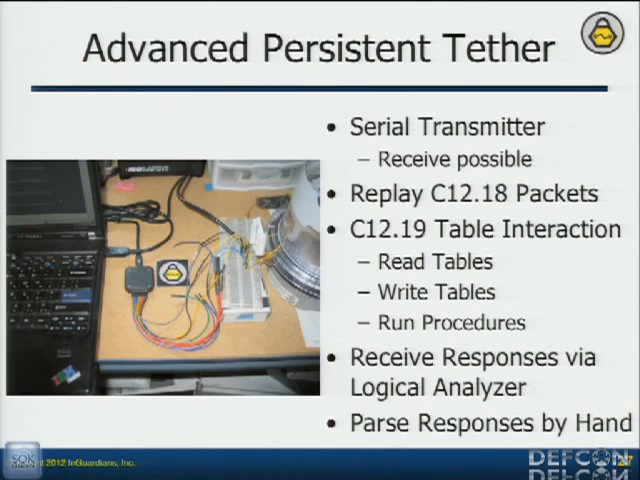 Advanced Persistent Tether
• Serial Transmitter
– Receive possible
• Replay C12.18 Packets
• C12.19 Table Interaction
– Read Tables
– Write Tables
– Run Procedures
• Receive Responses via
Logical Analyzer
• Parse Responses by Hand
2012 InGuardians, Inc.
DEFCON
27